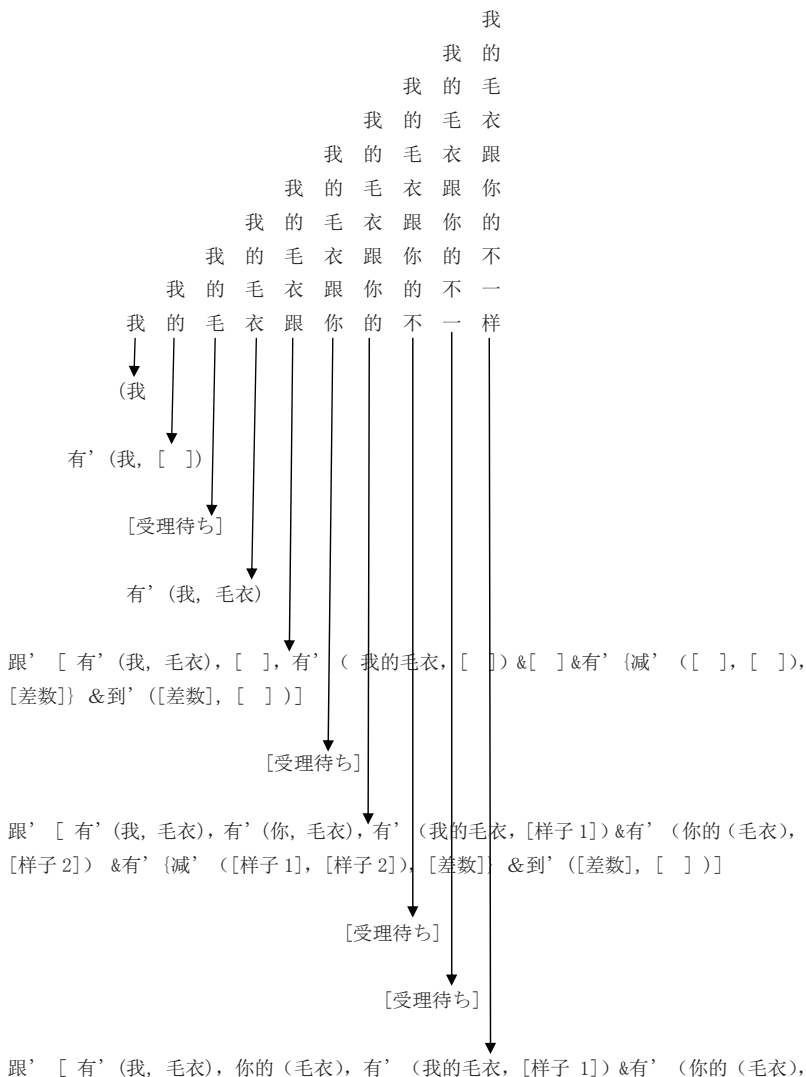 我
我 的
我 的 毛
我 的 毛 衣
我 的 毛 衣 跟
我 的 毛 衣 跟 你
我 的 毛 衣 跟 你 的
我 的 毛 衣 跟 你 的 不
我 的 毛 衣 跟 你 的 不 一
我 的 毛 衣 跟 你 的 不 一 样
(我
有’(我, [ ])
[受理待ち]
有’(我, 毛衣)
跟’ [ 有’(我, 毛衣), [ ], 有’ ( 我的毛衣, [ ]) &[ ] &有’ {减’ ([ ], [ ]),
[差数]} &到’([差数], [ ] )]
[受理待ち]
跟’ [ 有’(我, 毛衣), 有’(你, 毛衣), 有’ (我的毛衣, [样子 1]) &有’ (你的(毛衣),
[样子 2]) &有’ {减’ ([样子 1], [样子 2]), [差数]} &到’([差数], [ ] )]
[受理待ち]
[受理待ち]
跟’ [ 有’(我, 毛衣), 你的(毛衣), 有’ (我的毛衣, [样子 1]) &有’ (你的(毛衣),